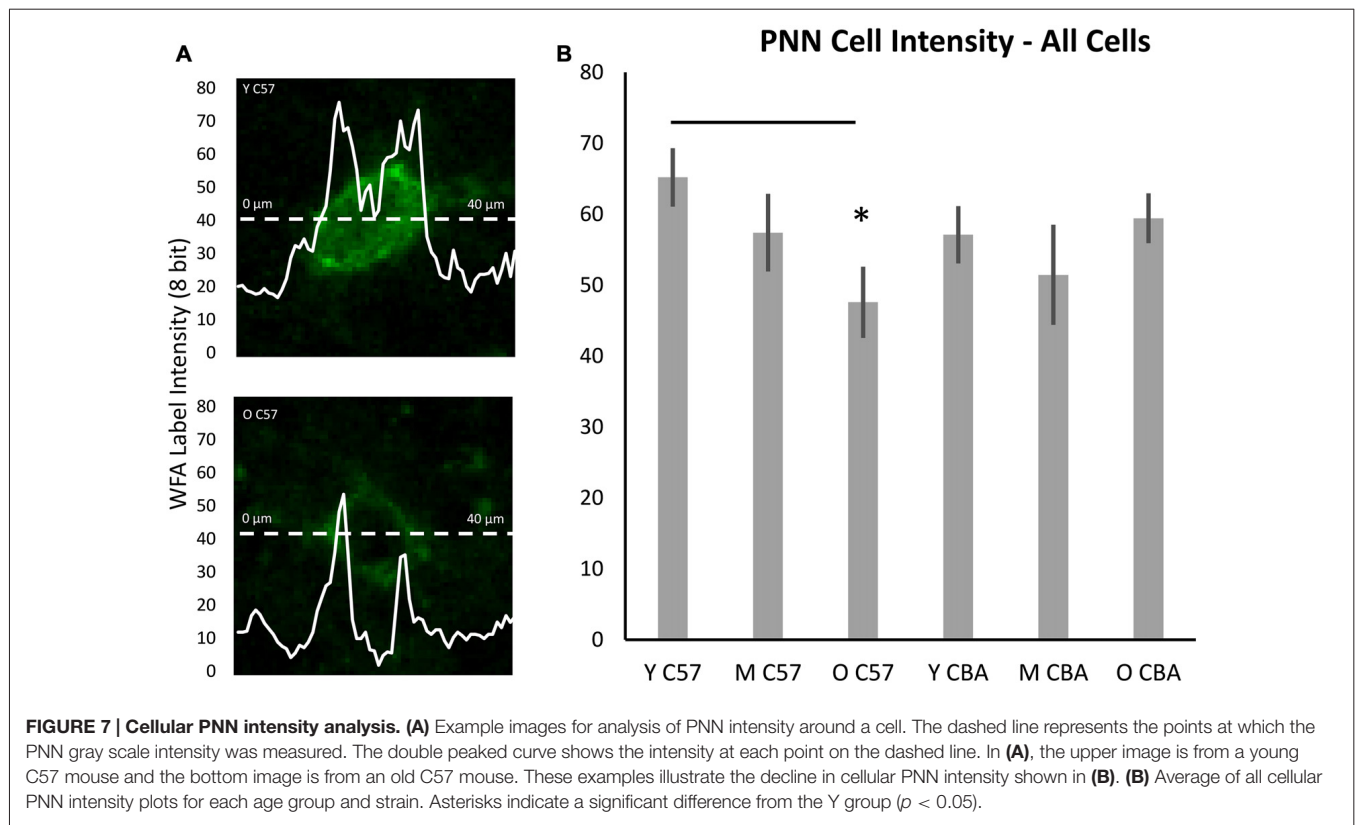 A
WFA Label Intensity (8 bit)
80
70
60
50
40
30
20
10
0
Y C57
0 µm
40 µm
80
70
60
50
40
30
20
10
0
O C57
0 µm
40 µm
B
PNN Cell Intensity - All Cells
80
70
60
50
40
30
20
10
0
*
Y C57
M C57
O C57
Y CBA
M CBA
O CBA
FIGURE 7 | Cellular PNN intensity analysis. (A) Example images for analysis of PNN intensity around a cell. The dashed line represents the points at which the
PNN gray scale intensity was measured. The double peaked curve shows the intensity at each point on the dashed line. In (A), the upper image is from a young
C57 mouse and the bottom image is from an old C57 mouse. These examples illustrate the decline in cellular PNN intensity shown in (B). (B) Average of all cellular
PNN intensity plots for each age group and strain. Asterisks indicate a significant difference from the Y group (p < 0.05).